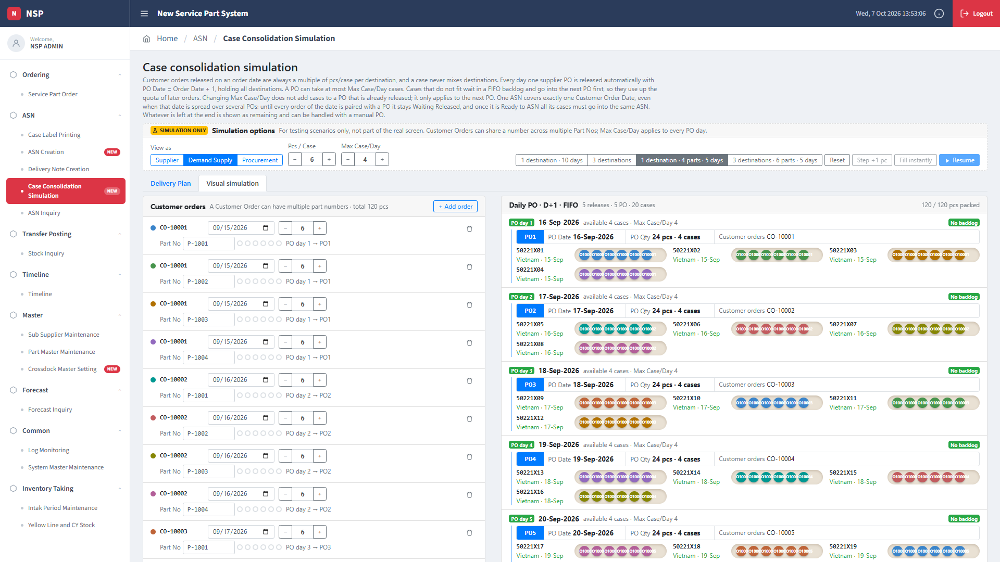 N NSP
New Service Part System
Wed, 7 Oct 2026 13:53:06
Logout
Welcome,
NSP ADMIN
Home / ASN / Case Consolidation Simulation
Ordering
Service Part Order
ASN
Case Label Printing
ASN Creation NEW
Delivery Note Creation
Case Consolidation
Simulation NEW
ASN Inquiry
Transfer Posting
Stock Inquiry
Timeline
Timeline
Master
Sub Supplier Maintenance
Part Master Maintenance
Crossdock Master Setting NEW
Forecast
Forecast Inquiry
Common
Log Monitoring
System Master Maintenance
Inventory Taking
Intak Period Maintenance
Yellow Line and CY Stock
Case consolidation simulation
Customer orders released on an order date are always a multiple of pcs/case per destination, and a case never mixes destinations. Every day one supplier PO is released automatically with
PO Date = Order Date + 1, holding all destinations. A PO can take at most Max Case/Day cases. Cases that do not fit wait in a FIFO backlog and go into the next PO first, so they use up the
quota of later orders. Changing Max Case/Day does not add cases to a PO that is already released; it only applies to the next PO. One ASN covers exactly one Customer Order Date, even
when that date is spread over several POs: until every order of the date is paired with a PO it stays Waiting Released, and once it is Ready to ASN all its cases must go into the same ASN.
Whatever is left at the end is shown as remaining and can be handled with a manual PO.
SIMULATION ONLY Simulation options For testing scenarios only, not part of the real screen. Customer Orders can share a number across multiple Part Nos; Max Case/Day applies to every PO day.
View as
Supplier Demand Supply Procurement
Pcs / Case
− 6 +
Max Case/Day
− 4 +
1 destination · 10 days 3 destinations 1 destination · 4 parts · 5 days 3 destinations · 6 parts · 5 days Reset Step +1 pc Fill instantly Resume
Delivery Plan Visual simulation
Customer orders A Customer Order can have multiple part numbers · total 120 pcs + Add order
CO-10001 09/15/2026 − 6 +
Part No P-1001 PO day 1 → PO1
CO-10001 09/15/2026 − 6 +
Part No P-1002 PO day 1 → PO1
CO-10001 09/15/2026 − 6 +
Part No P-1003 PO day 1 → PO1
CO-10001 09/15/2026 − 6 +
Part No P-1004 PO day 1 → PO1
CO-10002 09/16/2026 − 6 +
Part No P-1001 PO day 2 → PO2
CO-10002 09/16/2026 − 6 +
Part No P-1002 PO day 2 → PO2
CO-10002 09/16/2026 − 6 +
Part No P-1003 PO day 2 → PO2
CO-10002 09/16/2026 − 6 +
Part No P-1004 PO day 2 → PO2
CO-10003 09/17/2026 − 6 +
Part No P-1001 PO day 3 → PO3
Daily PO · D+1 · FIFO 5 releases · 5 PO · 20 cases 120 / 120 pcs packed
PO day 1 16-Sep-2026 available 4 cases · Max Case/Day 4 No backlog
PO1 PO Date 16-Sep-2026 PO Qty 24 pcs · 4 cases Customer orders CO-10001
50221X01 50221X02 50221X03
Vietnam · 15-Sep Vietnam · 15-Sep Vietnam · 15-Sep
50221X04
Vietnam · 15-Sep
PO day 2 17-Sep-2026 available 4 cases · Max Case/Day 4 No backlog
PO2 PO Date 17-Sep-2026 PO Qty 24 pcs · 4 cases Customer orders CO-10002
50221X05 50221X06 50221X07
Vietnam · 16-Sep Vietnam · 16-Sep Vietnam · 16-Sep
50221X08
Vietnam · 16-Sep
PO day 3 18-Sep-2026 available 4 cases · Max Case/Day 4 No backlog
PO3 PO Date 18-Sep-2026 PO Qty 24 pcs · 4 cases Customer orders CO-10003
50221X09 50221X10 50221X11
Vietnam · 17-Sep Vietnam · 17-Sep Vietnam · 17-Sep
50221X12
Vietnam · 17-Sep
PO day 4 19-Sep-2026 available 4 cases · Max Case/Day 4 No backlog
PO4 PO Date 19-Sep-2026 PO Qty 24 pcs · 4 cases Customer orders CO-10004
50221X13 50221X14 50221X15
Vietnam · 18-Sep Vietnam · 18-Sep Vietnam · 18-Sep
50221X16
Vietnam · 18-Sep
PO day 5 20-Sep-2026 available 4 cases · Max Case/Day 4 No backlog
PO5 PO Date 20-Sep-2026 PO Qty 24 pcs · 4 cases Customer orders CO-10005
50221X17 50221X18 50221X19
Vietnam · 19-Sep Vietnam · 19-Sep Vietnam · 19-Sep